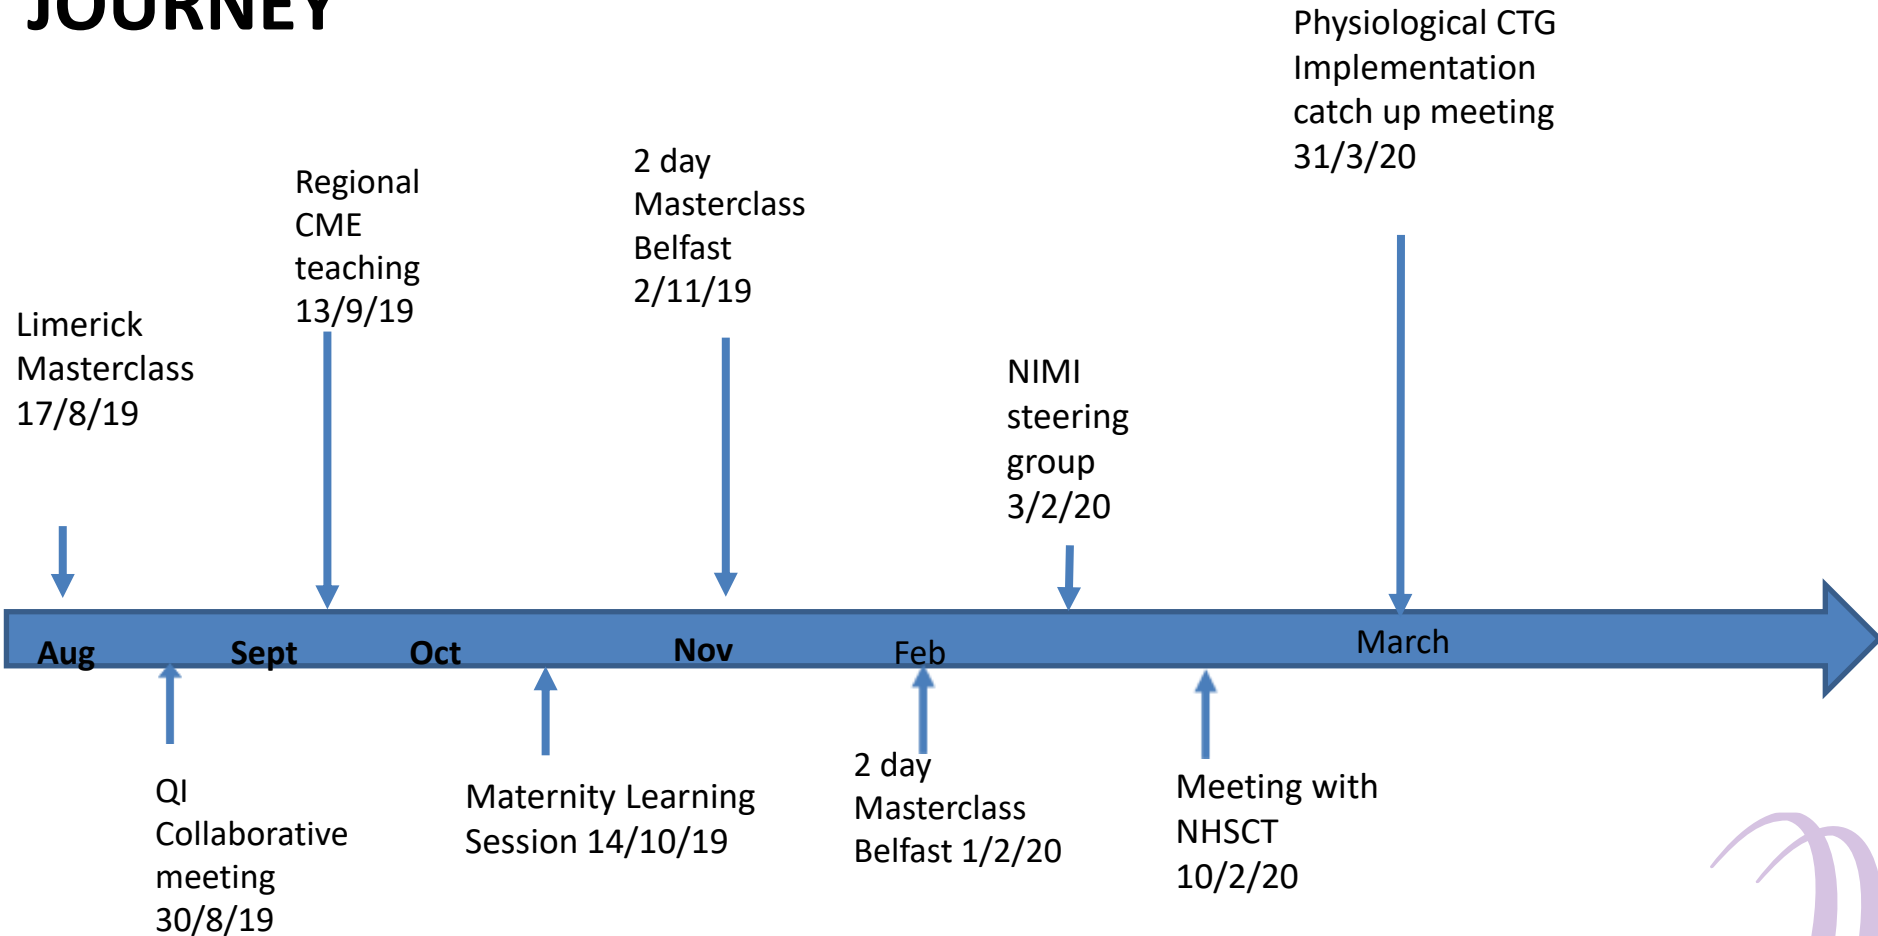 JOURNEY
Physiological CTG
Implementation
catch up meeting
31/3/20
2 day
Masterclass
Belfast
2/11/19
Regional
CME
teaching
13/9/19
Limerick
Masterclass
17/8/19
NIMI
steering
group
3/2/20
Aug
Sept
Oct
Nov
Feb
March
QI
Collaborative
meeting
30/8/19
Maternity Learning
Session 14/10/19
2 day
Masterclass
Belfast 1/2/20
Meeting with
NHSCT
10/2/20